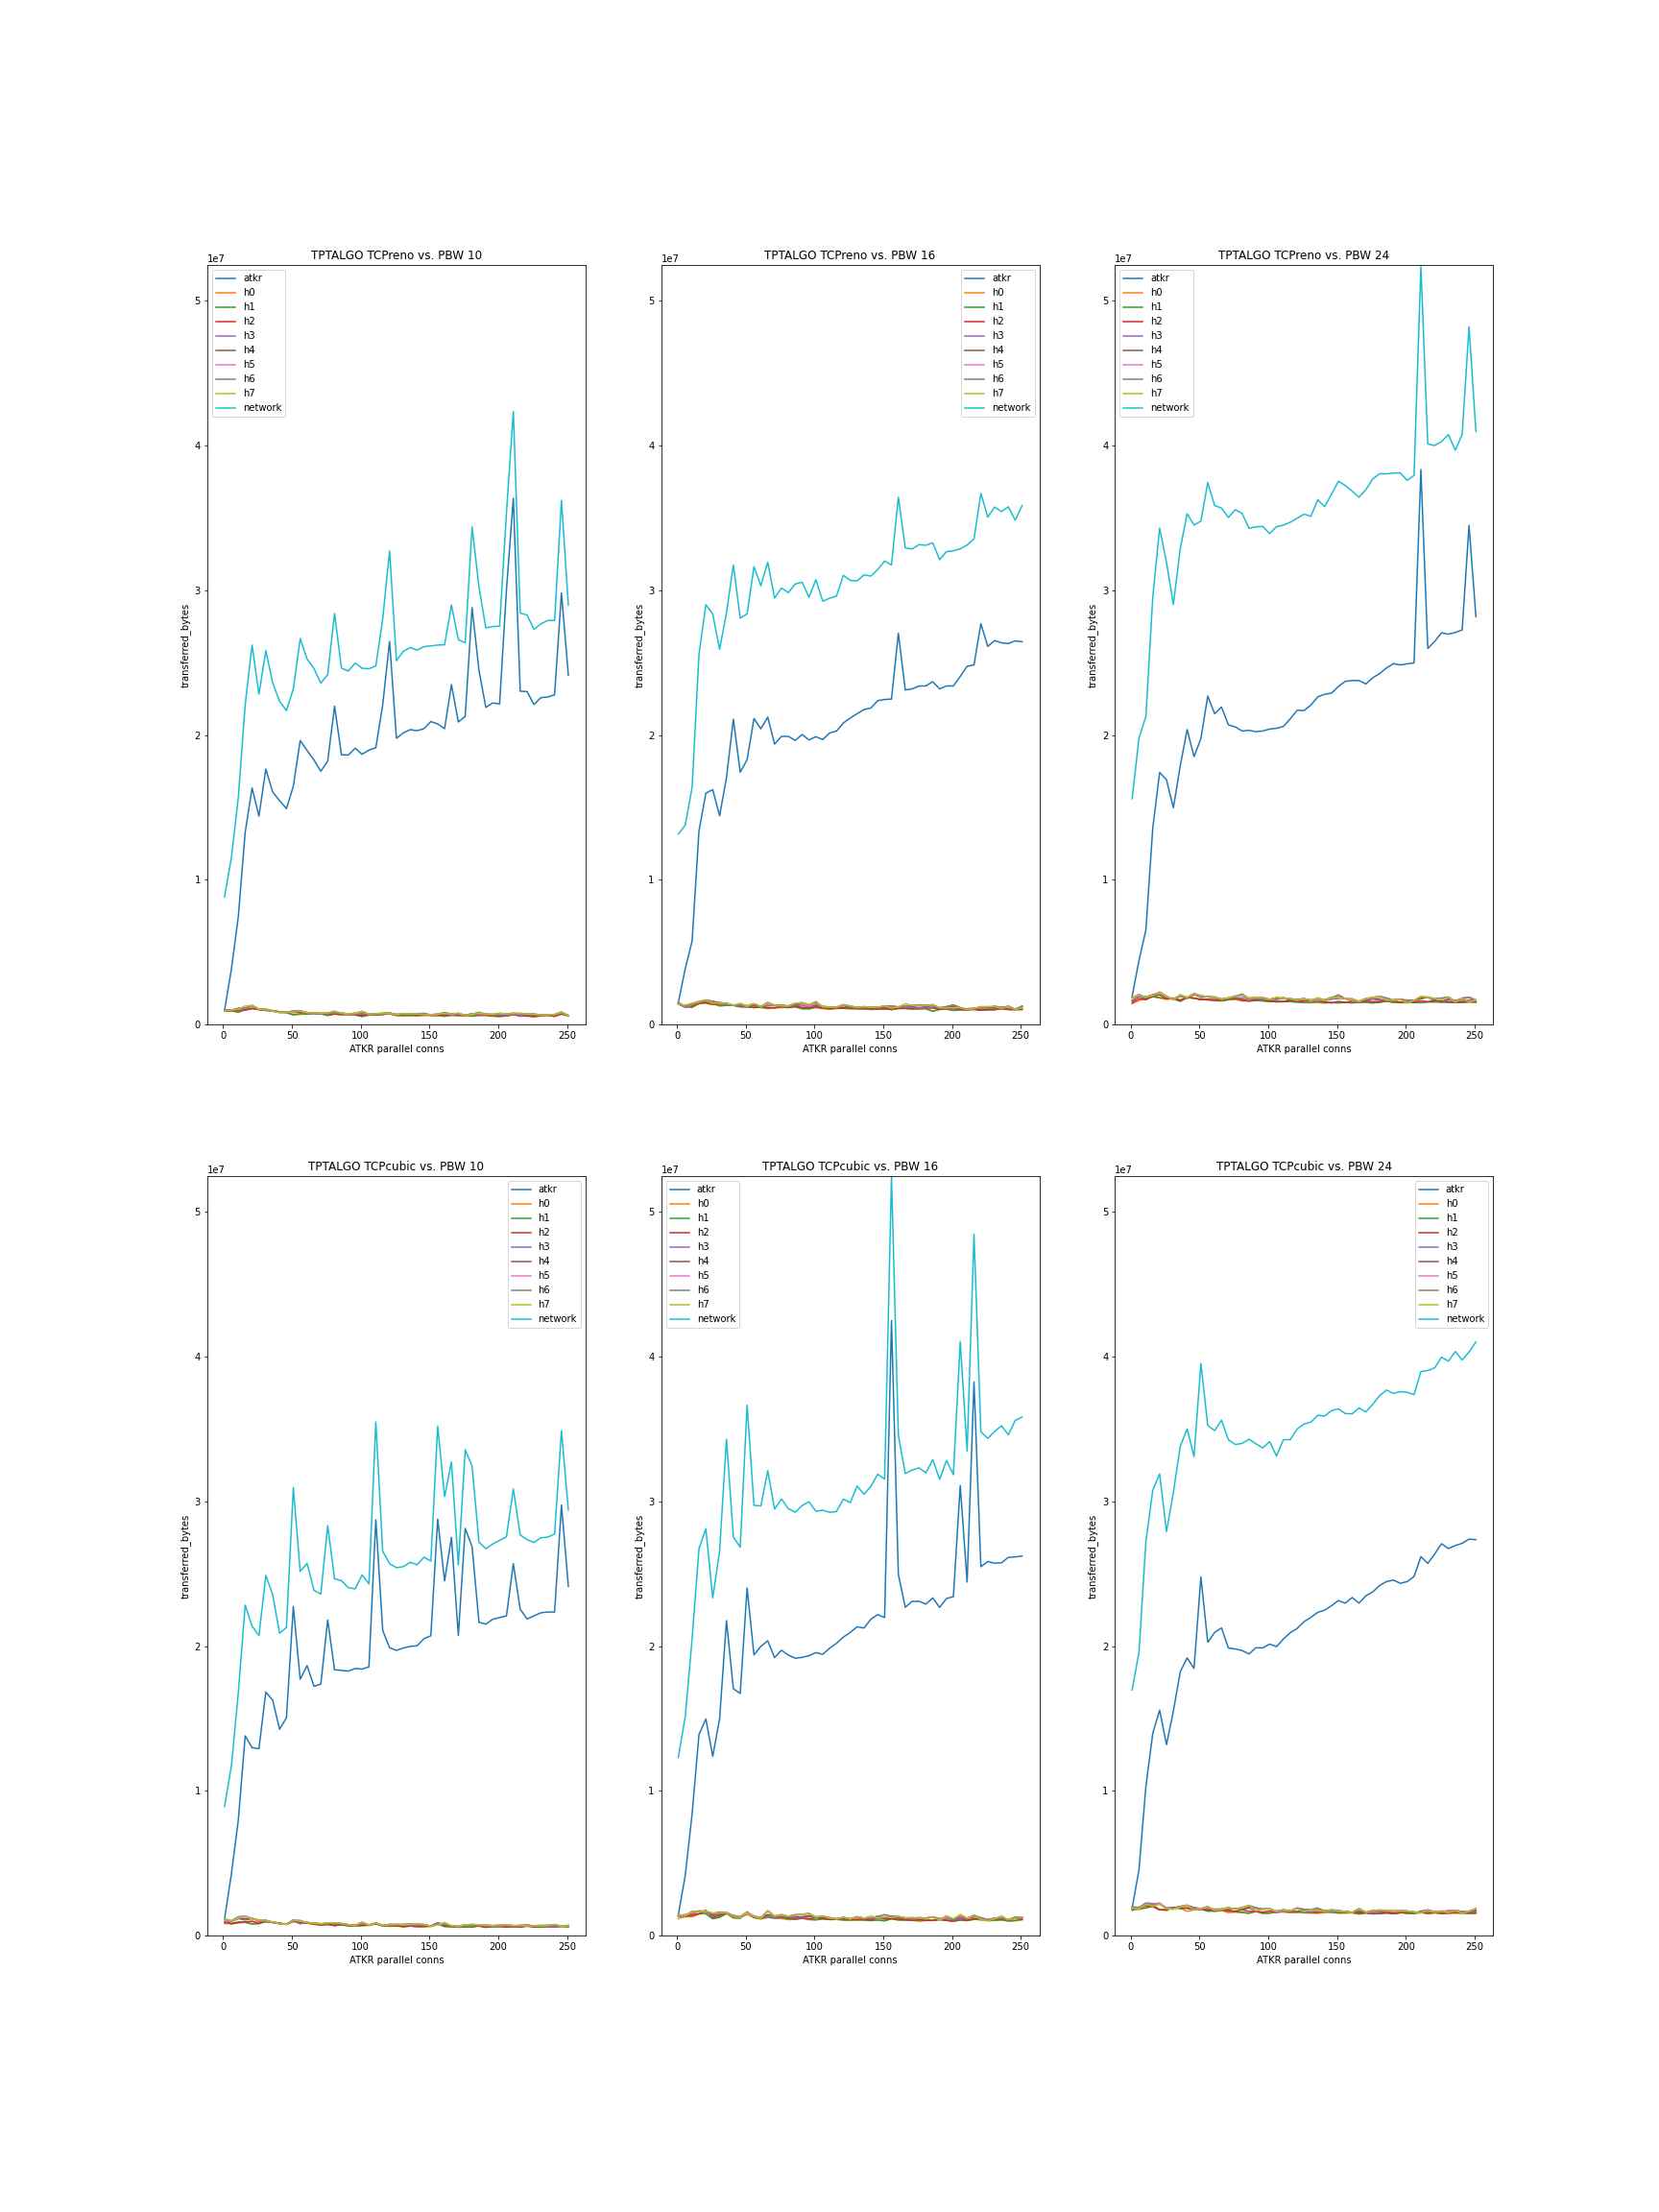 TPTALGO TCPreno vs. PBW 10
1e7
atkr
h0
h1
h2
h3
h4
h5
h6
h7
network
5
4
3
2
1
0
transferred_bytes
0 50 100 150 200 250
ATKR parallel conns
TPTALGO TCPreno vs. PBW 16
1e7
atkr
h0
h1
h2
h3
h4
h5
h6
h7
network
5
4
3
2
1
0
transferred_bytes
0 50 100 150 200 250
ATKR parallel conns
TPTALGO TCPreno vs. PBW 24
1e7
atkr
h0
h1
h2
h3
h4
h5
h6
h7
network
5
4
3
2
1
0
transferred_bytes
0 50 100 150 200 250
ATKR parallel conns
TPTALGO TCPcubic vs. PBW 10
1e7
atkr
h0
h1
h2
h3
h4
h5
h6
h7
network
5
4
3
2
1
0
transferred_bytes
0 50 100 150 200 250
ATKR parallel conns
TPTALGO TCPcubic vs. PBW 16
1e7
atkr
h0
h1
h2
h3
h4
h5
h6
h7
network
5
4
3
2
1
0
transferred_bytes
0 50 100 150 200 250
ATKR parallel conns
TPTALGO TCPcubic vs. PBW 24
1e7
atkr
h0
h1
h2
h3
h4
h5
h6
h7
network
5
4
3
2
1
0
transferred_bytes
0 50 100 150 200 250
ATKR parallel conns